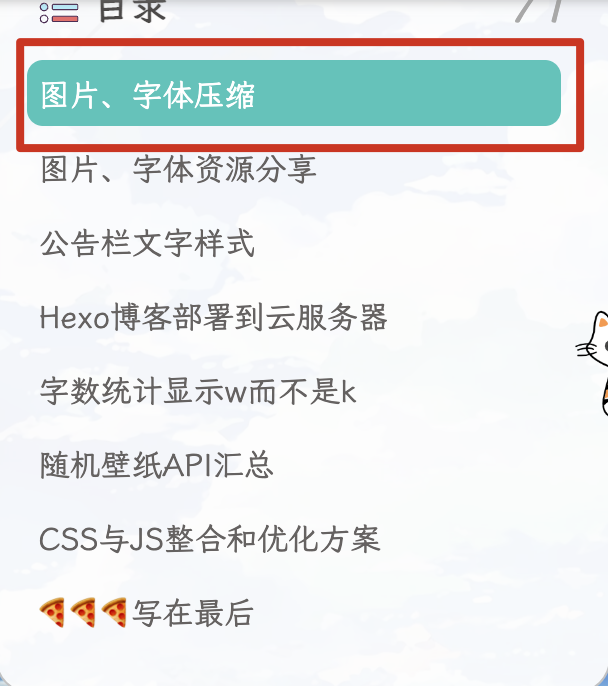 目录
图片、字体压缩
图片、字体资源分享
公告栏文字样式
Hexo博客部署到云服务器
字数统计显示w而不是k
随机壁纸API汇总
CSS与JS整合和优化方案
🍕🍕🍕写在最后